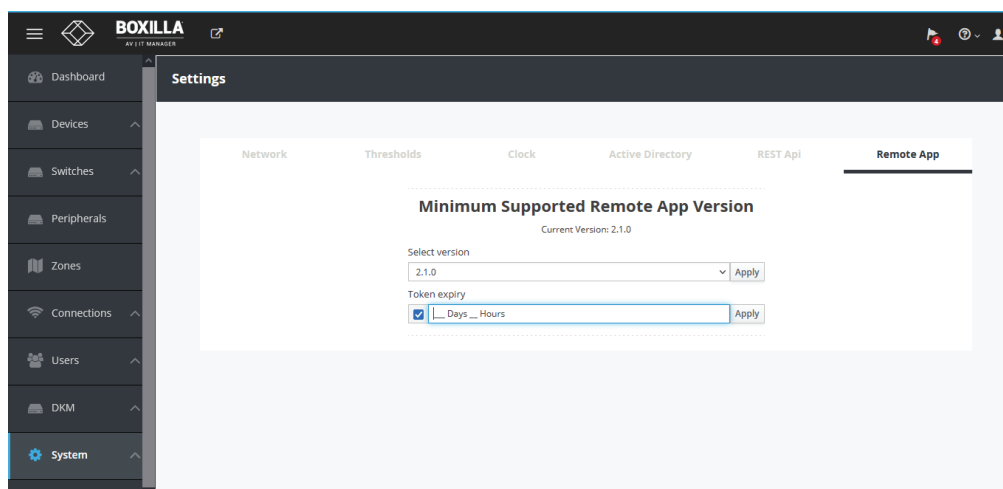 BOXILLA
AV | IT MANAGER
4
Dashboard
Settings
Devices
Switches
Peripherals
Zones
Connections
Users
DKM
System
Network Thresholds Clock Active Directory REST Api Remote App
Minimum Supported Remote App Version
Current Version: 2.1.0
Select version
2.1.0 Apply
Token expiry
___ Days __ Hours Apply